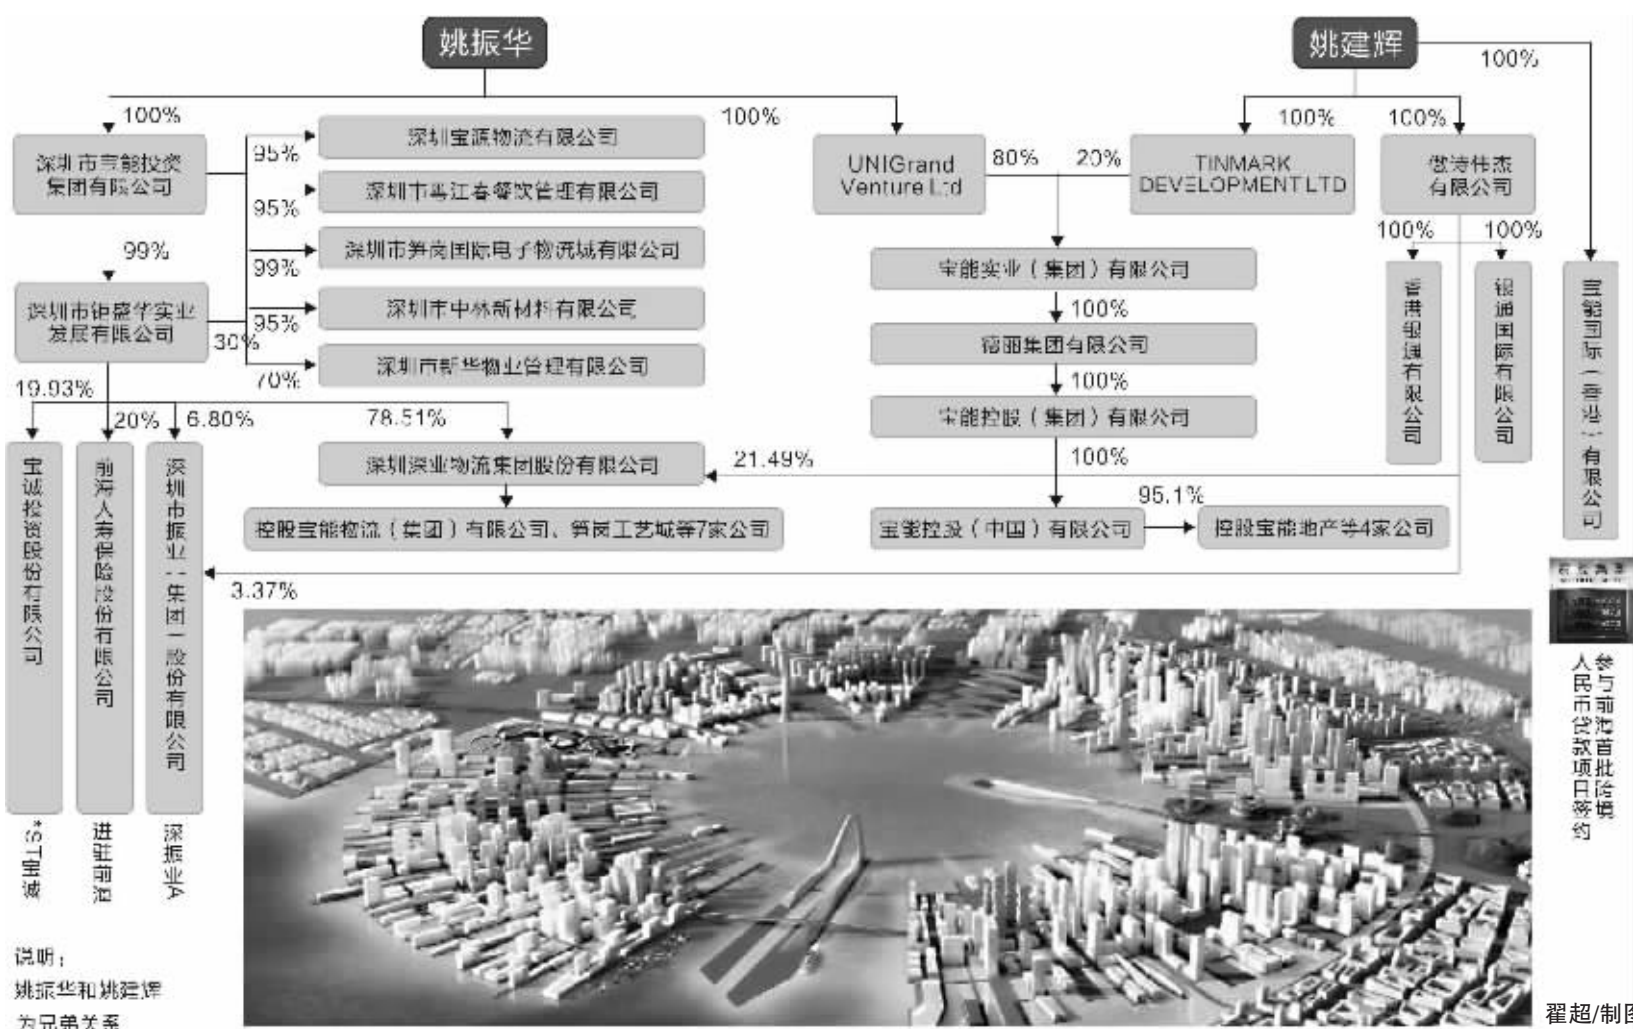 姚振华
姚建辉
100%
100%
100%
100%
100%
深圳市宝能投资
集团有限公司
95%
深圳宝源物流有限公司
95%
深圳市粤江春餐饮管理有限公司
99%
深圳市笋岗国际电子物流城有限公司
95%
深圳市中林新材料有限公司
30%
70%
深圳市新华物业管理有限公司
99%
深圳市钜盛华实业
发展有限公司
UNIGrand
Venture Ltd
80%
20%
TINMARK
DEVELOPMENT LTD
傲诗伟杰
有限公司
宝能实业（集团）有限公司
100%
德丽集团有限公司
100%
宝能控股（集团）有限公司
100%
宝能控股（中国）有限公司
95.1%
控股宝能地产等4家公司
100%
100%
香港银通有限公司
银通国际有限公司
宝能国际（香港）有限公司
19.93%
20%
6.80%
78.51%
21.49%
3.37%
深圳深业物流集团股份有限公司
控股宝能物流（集团）有限公司、笋岗工艺城等7家公司
宝诚投资股份有限公司
前海人寿保险股份有限公司
深圳市振业（集团）股份有限公司
*ST宝诚
进驻前海
深振业A
参与前海首批跨境
人民币贷款项目签约
说明：
姚振华和姚建辉
为兄弟关系
翟超/制图